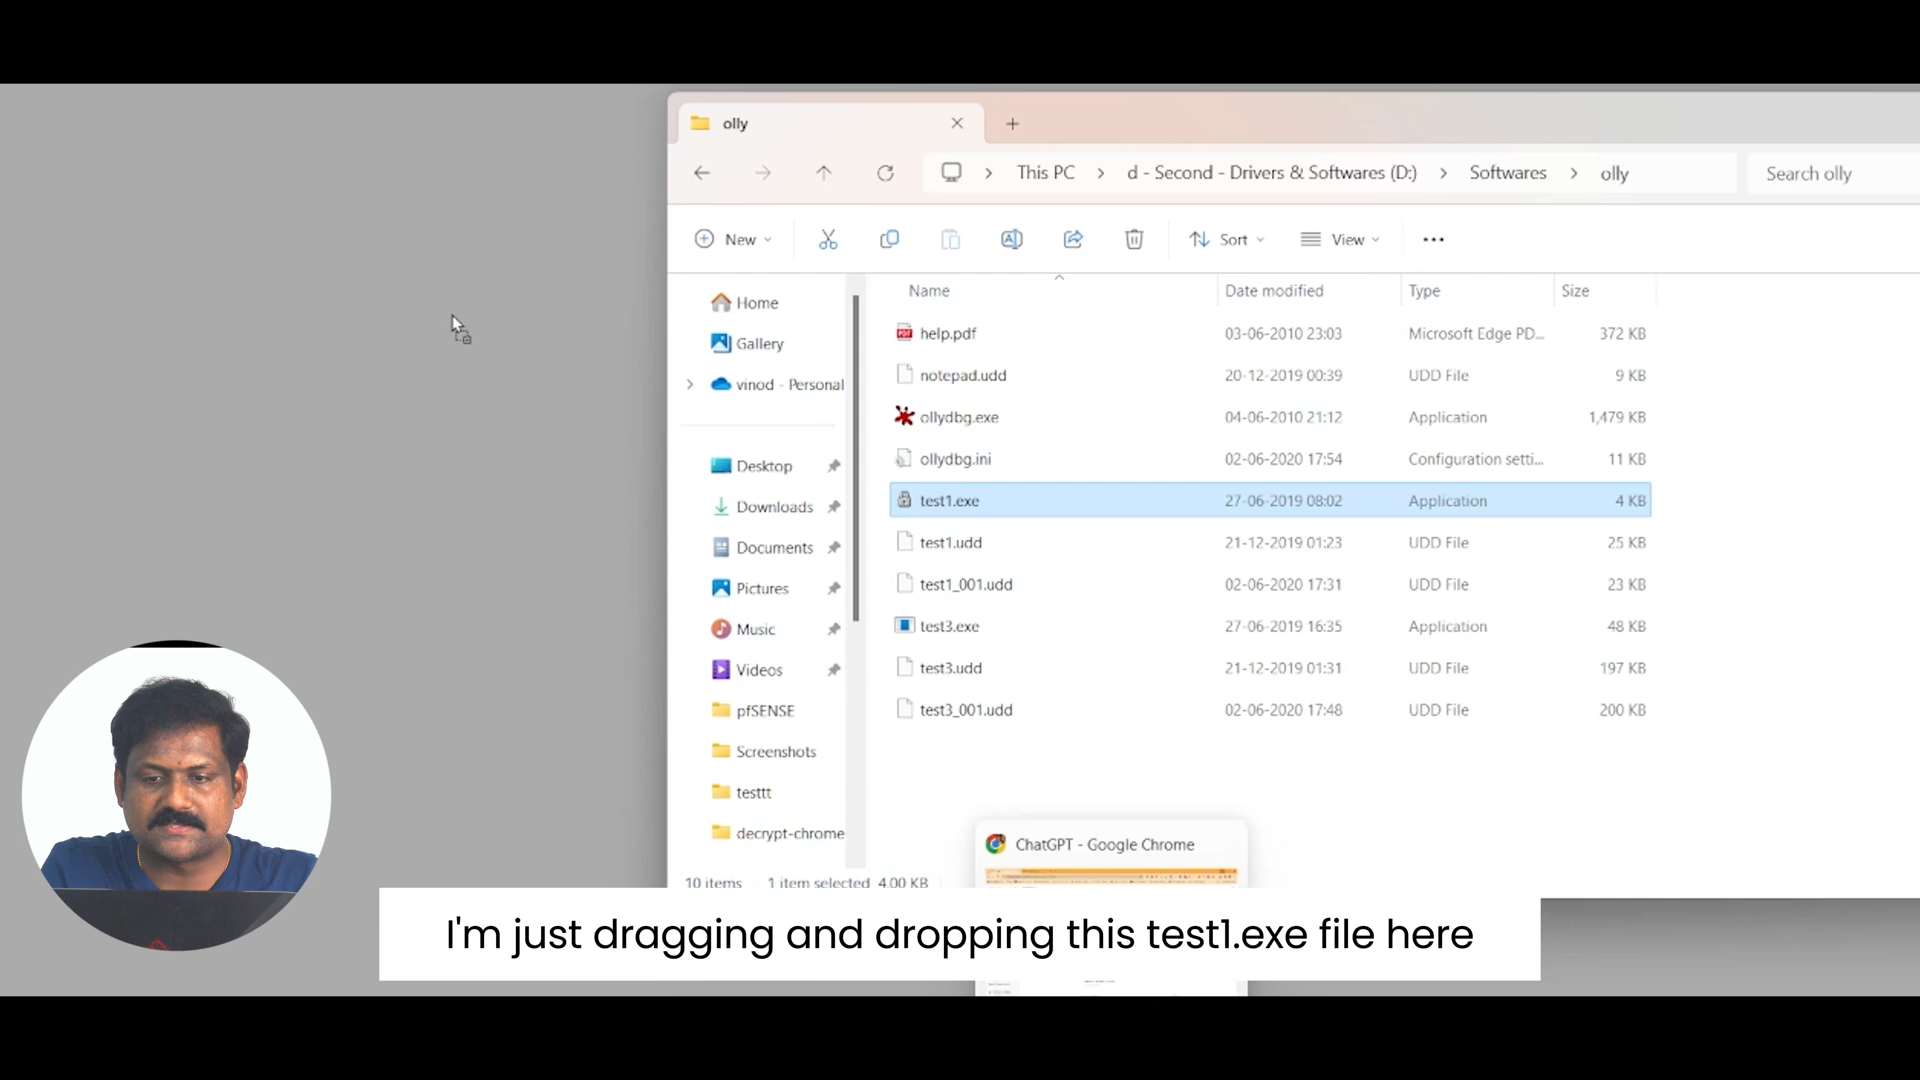 olly
This PC > d - Second - Drivers & Softwares (D:) > Softwares > olly
Search olly
New
Sort
View
Name Date modified Type Size
Home
Gallery
vinod - Personal
Desktop
Downloads
Documents
Pictures
Music
Videos
pfSENSE
Screenshots
testtt
decrypt-chrome
help.pdf 03-06-2010 23:03 Microsoft Edge PD... 372 KB
notepad.udd 20-12-2019 00:39 UDD File 9 KB
ollydbg.exe 04-06-2010 21:12 Application 1,479 KB
ollydbg.ini 02-06-2020 17:54 Configuration setti... 11 KB
test1.exe 27-06-2019 08:02 Application 4 KB
test1.udd 21-12-2019 01:23 UDD File 25 KB
test1_001.udd 02-06-2020 17:31 UDD File 23 KB
test3.exe 27-06-2019 16:35 Application 48 KB
test3.udd 21-12-2019 01:31 UDD File 197 KB
test3_001.udd 02-06-2020 17:48 UDD File 200 KB
ChatGPT - Google Chrome
10 items 1 item selected 4.00 KB
I'm just dragging and dropping this test1.exe file here